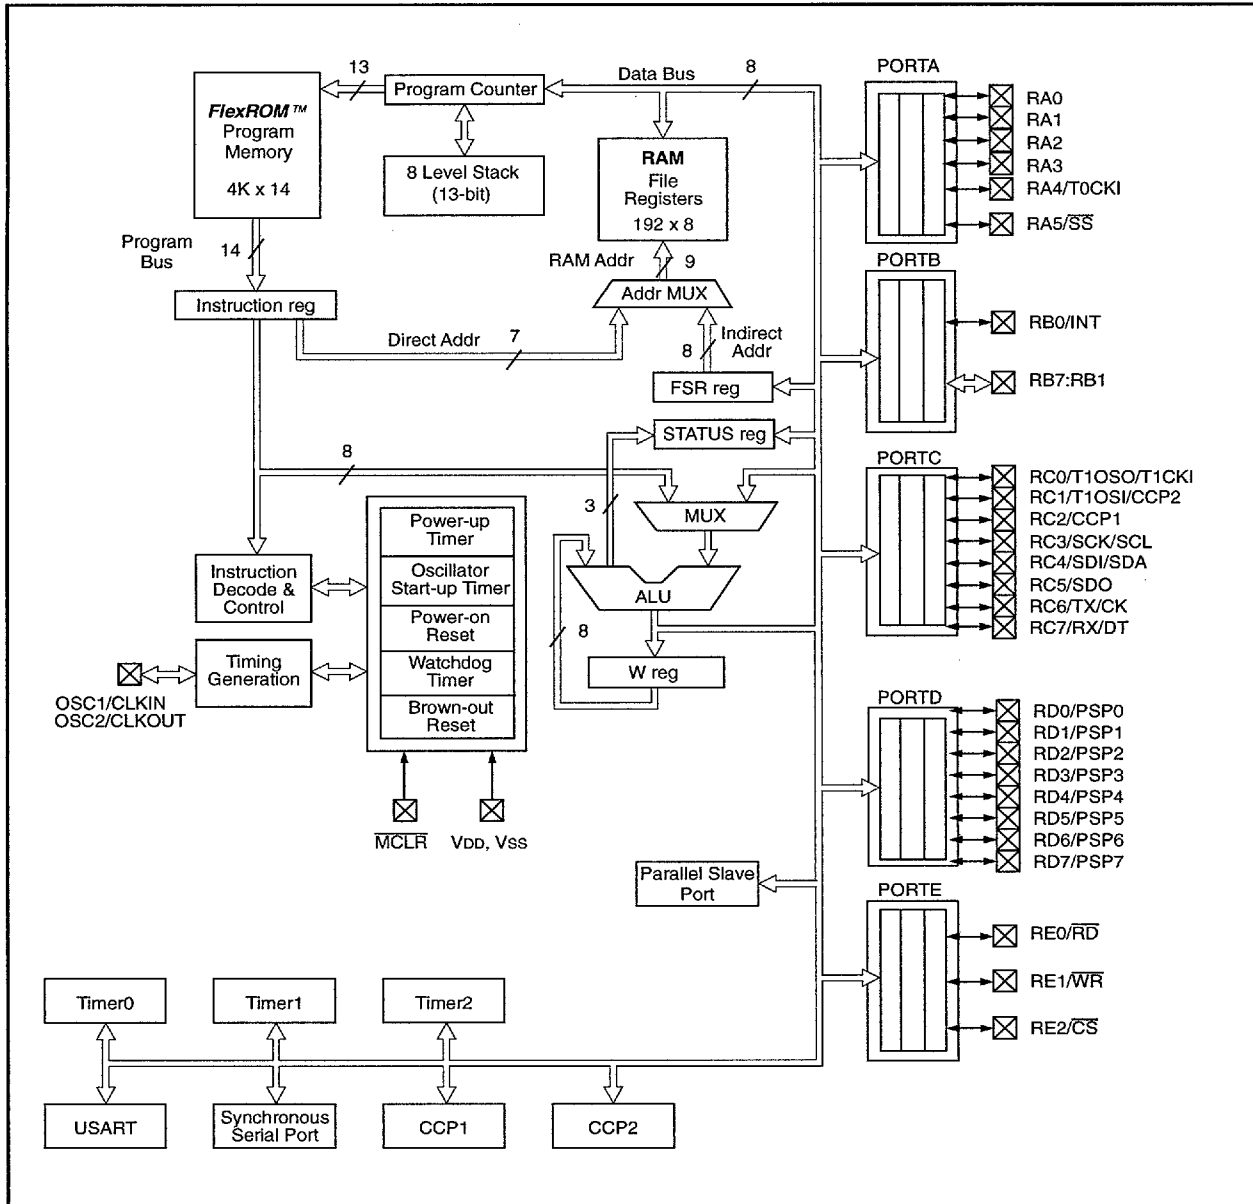 13
Program Counter
Data Bus
8
FlexROM™
Program
Memory
4K x 14
8 Level Stack
(13-bit)
RAM
File
Registers
192 x 8
Program
Bus
14
RAM Addr
9
Instruction reg
Addr MUX
Direct Addr
7
8
Indirect
Addr
FSR reg
STATUS reg
8
3
MUX
Power-up
Timer
Oscillator
Start-up Timer
Power-on
Reset
Watchdog
Timer
Brown-out
Reset
Instruction
Decode &
Control
ALU
8
W reg
Timing
Generation
OSC1/CLKIN
OSC2/CLKOUT
M̅C̅L̅R̅
VDD, VSS
Parallel Slave
Port
PORTA
RA0
RA1
RA2
RA3
RA4/T0CKI
RA5/S̅S̅
PORTB
RB0/INT
RB7:RB1
PORTC
RC0/T1OSO/T1CKI
RC1/T1OSI/CCP2
RC2/CCP1
RC3/SCK/SCL
RC4/SDI/SDA
RC5/SDO
RC6/TX/CK
RC7/RX/DT
PORTD
RD0/PSP0
RD1/PSP1
RD2/PSP2
RD3/PSP3
RD4/PSP4
RD5/PSP5
RD6/PSP6
RD7/PSP7
PORTE
RE0/R̅D̅
RE1/W̅R̅
RE2/C̅S̅
Timer0
Timer1
Timer2
USART
Synchronous
Serial Port
CCP1
CCP2